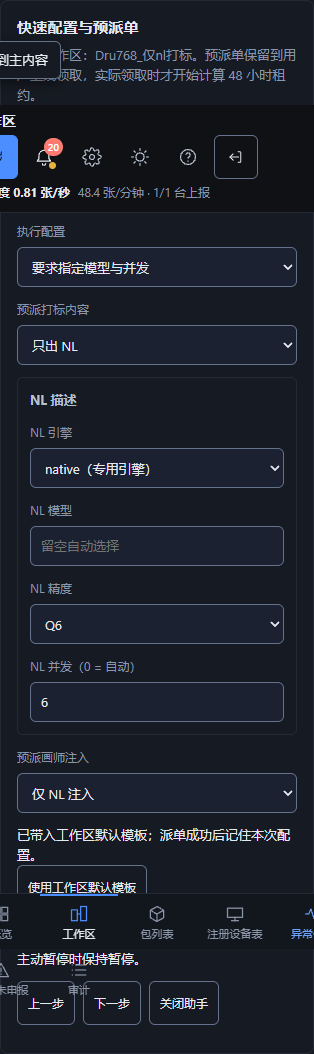 快速配置与预派单
到主内容
作区：Dru768_仅nl打标。预派单保留到用
领取，实际领取时才开始计算 48 小时租
约。
作区
20
度 0.81 张/秒 48.4 张/分钟 · 1/1 台上报
执行配置
要求指定模型与并发
预派打标内容
只出 NL
NL 描述
NL 引擎
native（专用引擎）
NL 模型
留空自动选择
NL 精度
Q6
NL 并发（0 = 自动）
6
预派画师注入
仅 NL 注入
已带入工作区默认模板；派单成功后记住本次配
置。
使用工作区默认模板
览
工作区
包列表
注册设备表
异常
主动暂停时保持暂停。
未申报
审计
上一步
下一步
关闭助手